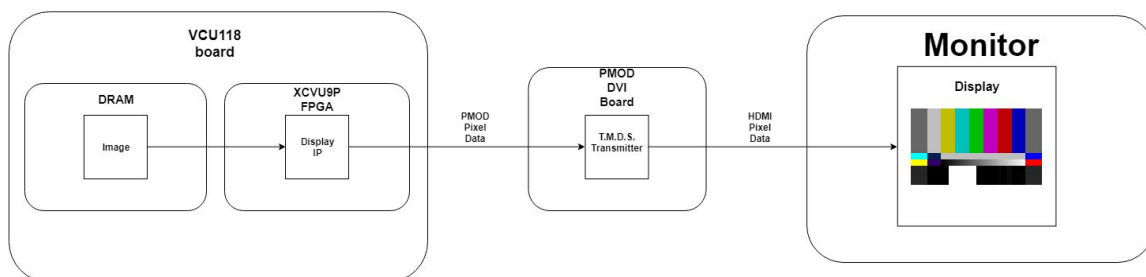 VCU118
board
DRAM
Image
XCVU9P
FPGA
Display
IP
PMOD
Pixel
Data
PMOD
DVI
Board
T.M.D.S.
Transmitter
HDMI
Pixel
Data
Monitor
Display